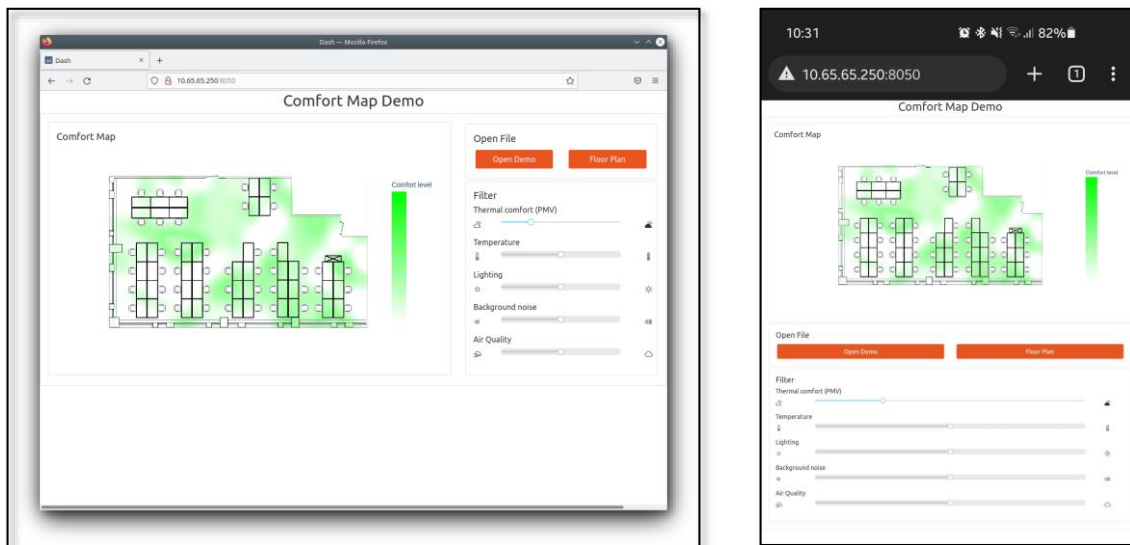 Dash — Mozilla Firefox
Dash
10.65.65.250:8050
Comfort Map Demo
Comfort Map
Comfort level
Open File
Open Demo
Floor Plan
Filter
Thermal comfort (PMV)
Temperature
Lighting
Background noise
Air Quality
10:31
82%
10.65.65.250:8050
1
Comfort Map Demo
Comfort Map
Comfort level
Open File
Open Demo
Floor Plan
Filter
Thermal comfort (PMV)
Temperature
Lighting
Background noise
Air Quality